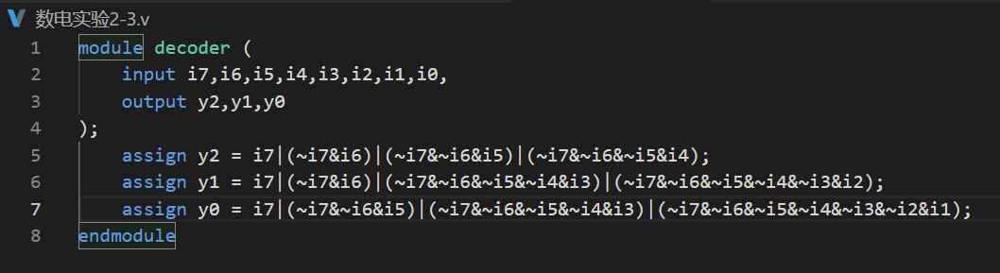 数电实验2-3.v
1 module decoder (
2 input i7,i6,i5,i4,i3,i2,i1,i0,
3 output y2,y1,y0
4 );
5 assign y2 = i7|(~i7&i6)|(~i7&~i6&i5)|(~i7&~i6&~i5&i4);
6 assign y1 = i7|(~i7&i6)|(~i7&~i6&~i5&~i4&i3)|(~i7&~i6&~i5&~i4&~i3&i2);
7 assign y0 = i7|(~i7&~i6&i5)|(~i7&~i6&~i5&~i4&i3)|(~i7&~i6&~i5&~i4&~i3&~i2&i1);
8 endmodule